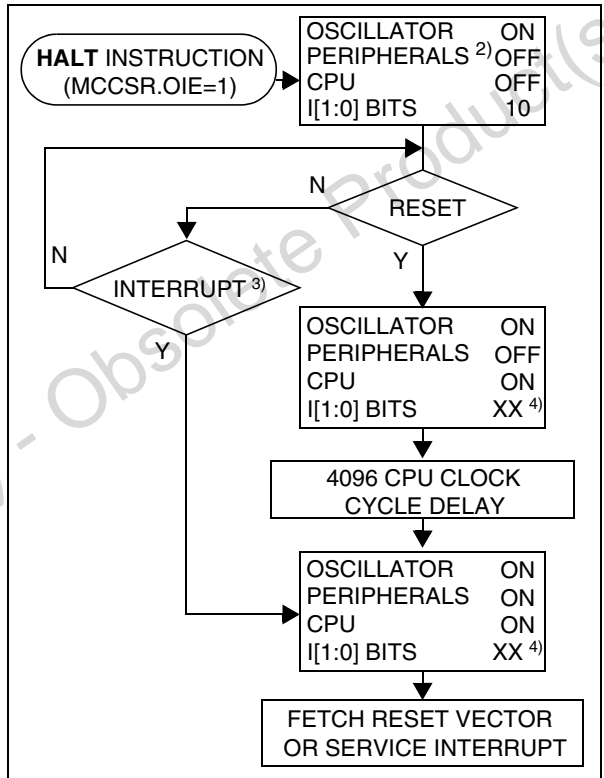 HALT INSTRUCTION
(MCCSR.OIE=1)
OSCILLATOR ON
PERIPHERALS 2) OFF
CPU OFF
I[1:0] BITS 10
N
RESET
Y
N
INTERRUPT 3)
Y
OSCILLATOR ON
PERIPHERALS OFF
CPU ON
I[1:0] BITS XX 4)
4096 CPU CLOCK
CYCLE DELAY
OSCILLATOR ON
PERIPHERALS ON
CPU ON
I[1:0] BITS XX 4)
FETCH RESET VECTOR
OR SERVICE INTERRUPT
- Obsolete Product(s